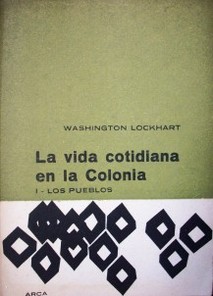 WASHINGTON LOCKHART
La vida cotidiana
en la Colonia
I - LOS PUEBLOS
ARCA